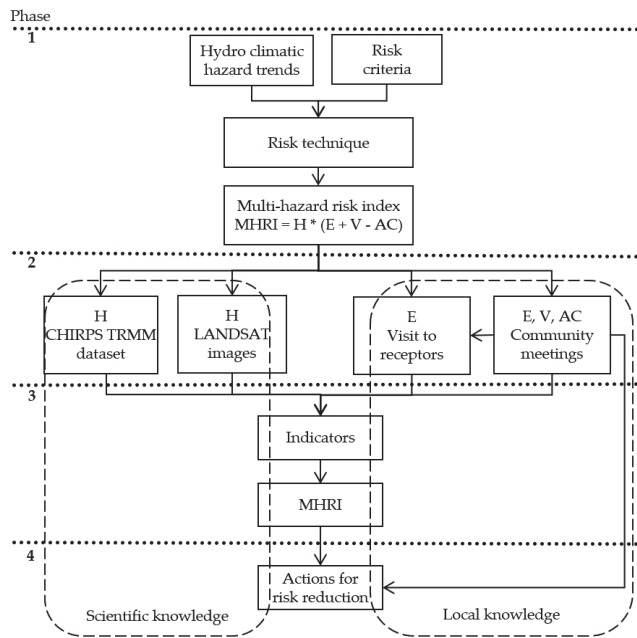 Phase
1
Hydro climatic
hazard trends
Risk
criteria
Risk technique
Multi-hazard risk index
MHRI = H * (E + V - AC)
2
H
CHIRPS TRMM
dataset
H
LANDSAT
images
E
Visit to
receptors
E, V, AC
Community
meetings
3
Indicators
MHRI
4
Actions for
risk reduction
Scientific knowledge
Local knowledge